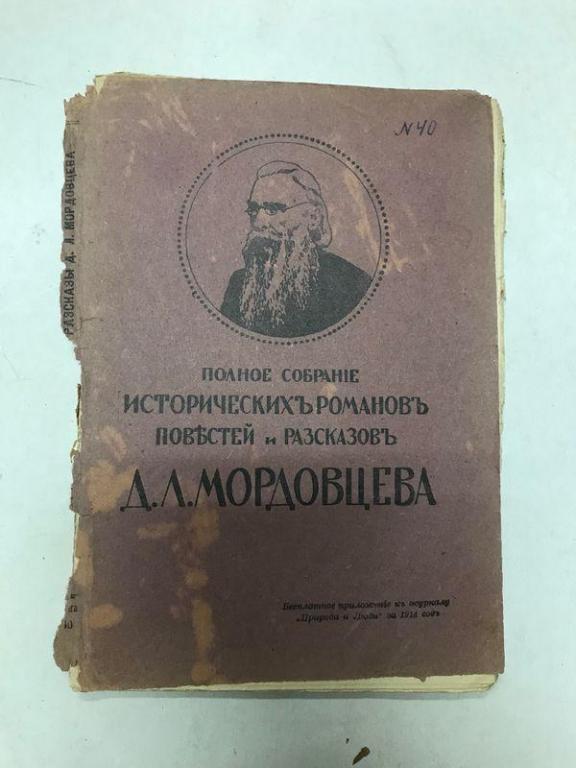 № 40
РАЗСКАЗЫ Д. Л. МОРДОВЦЕВА
ПОЛНОЕ СОБРАНІЕ
ИСТОРИЧЕСКИХЪ РОМАНОВЪ
ПОВѢСТЕЙ и РАЗСКАЗОВЪ
Д.Л.МОРДОВЦЕВА
Безплатное приложеніе къ журналу
„Природа и Люди“ за 1914 годъ